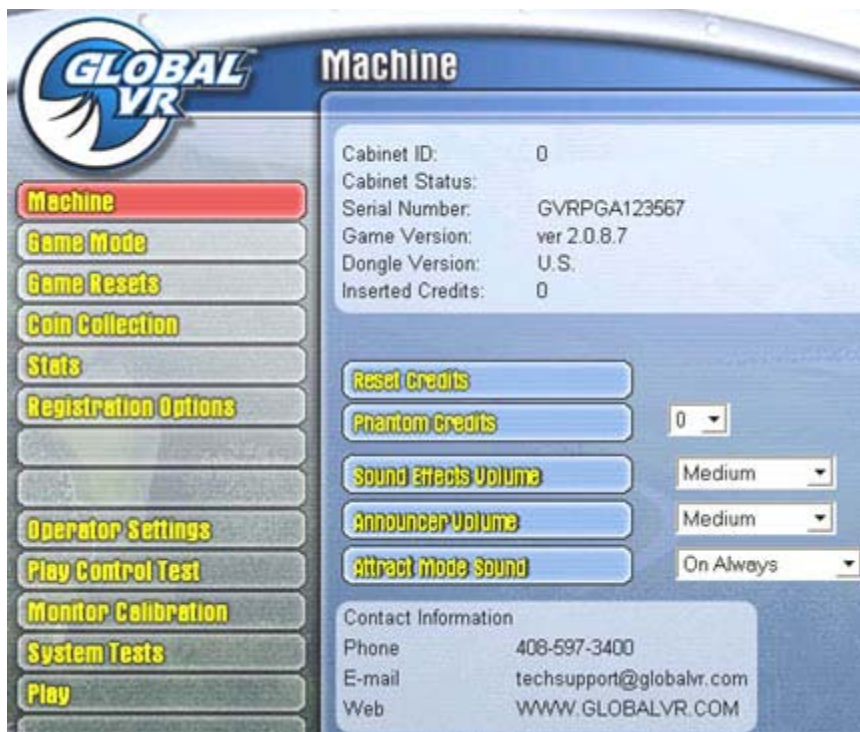 GLOBAL VR
Machine
Machine
Game Mode
Game Resets
Coin Collection
Stats
Registration Options
Operator Settings
Play Control Test
Monitor Calibration
System Tests
Play
Cabinet ID: 0
Cabinet Status:
Serial Number: GVRPGA123567
Game Version: ver 2.0.8.7
Dongle Version: U.S.
Inserted Credits: 0
Reset Credits
Phantom Credits 0
Sound Effects Volume Medium
Announcer Volume Medium
Attract Mode Sound On Always
Contact Information
Phone 408-597-3400
E-mail techsupport@globalvr.com
Web WWW.GLOBALVR.COM